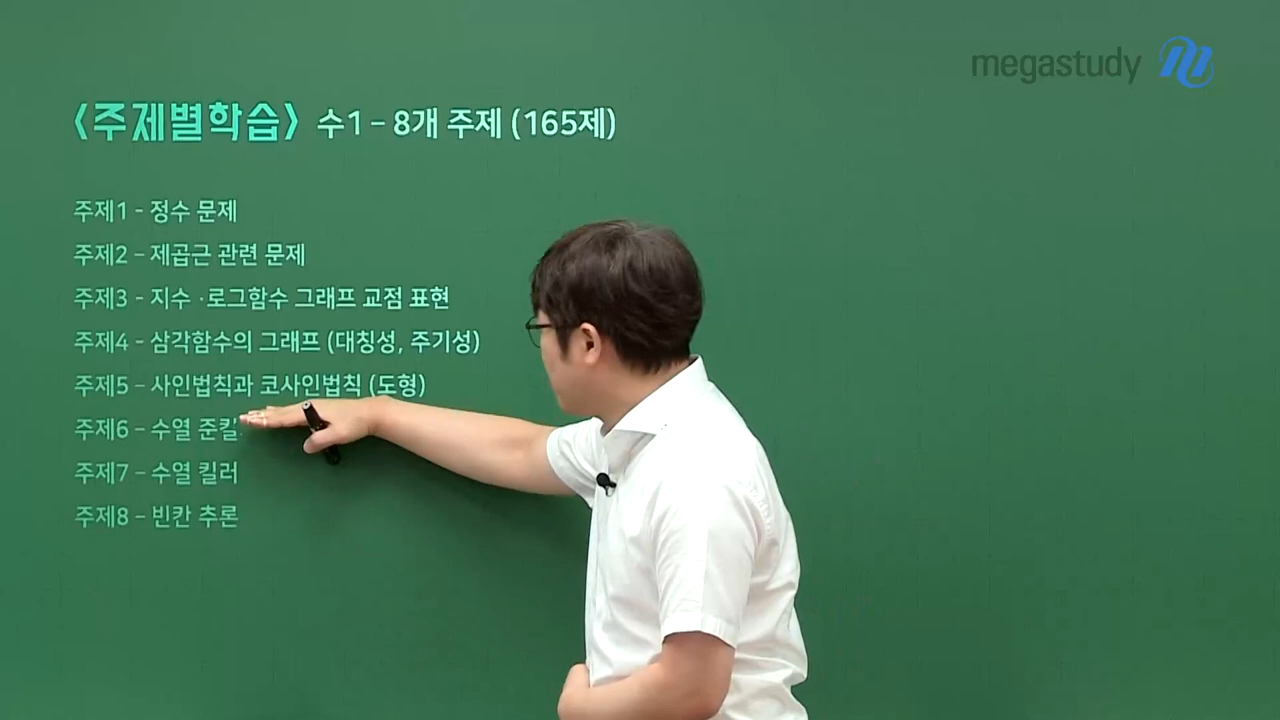 megastudy
<주제별학습> 수1 - 8개 주제 (165제)
주제1 - 정수 문제
주제2 - 제곱근 관련 문제
주제3 - 지수 ·로그함수 그래프 교점 표현
주제4 - 삼각함수의 그래프 (대칭성, 주기성)
주제5 - 사인법칙과 코사인법칙 (도형)
주제6 - 수열 준킬
주제7 - 수열 킬러
주제8 - 빈칸 추론